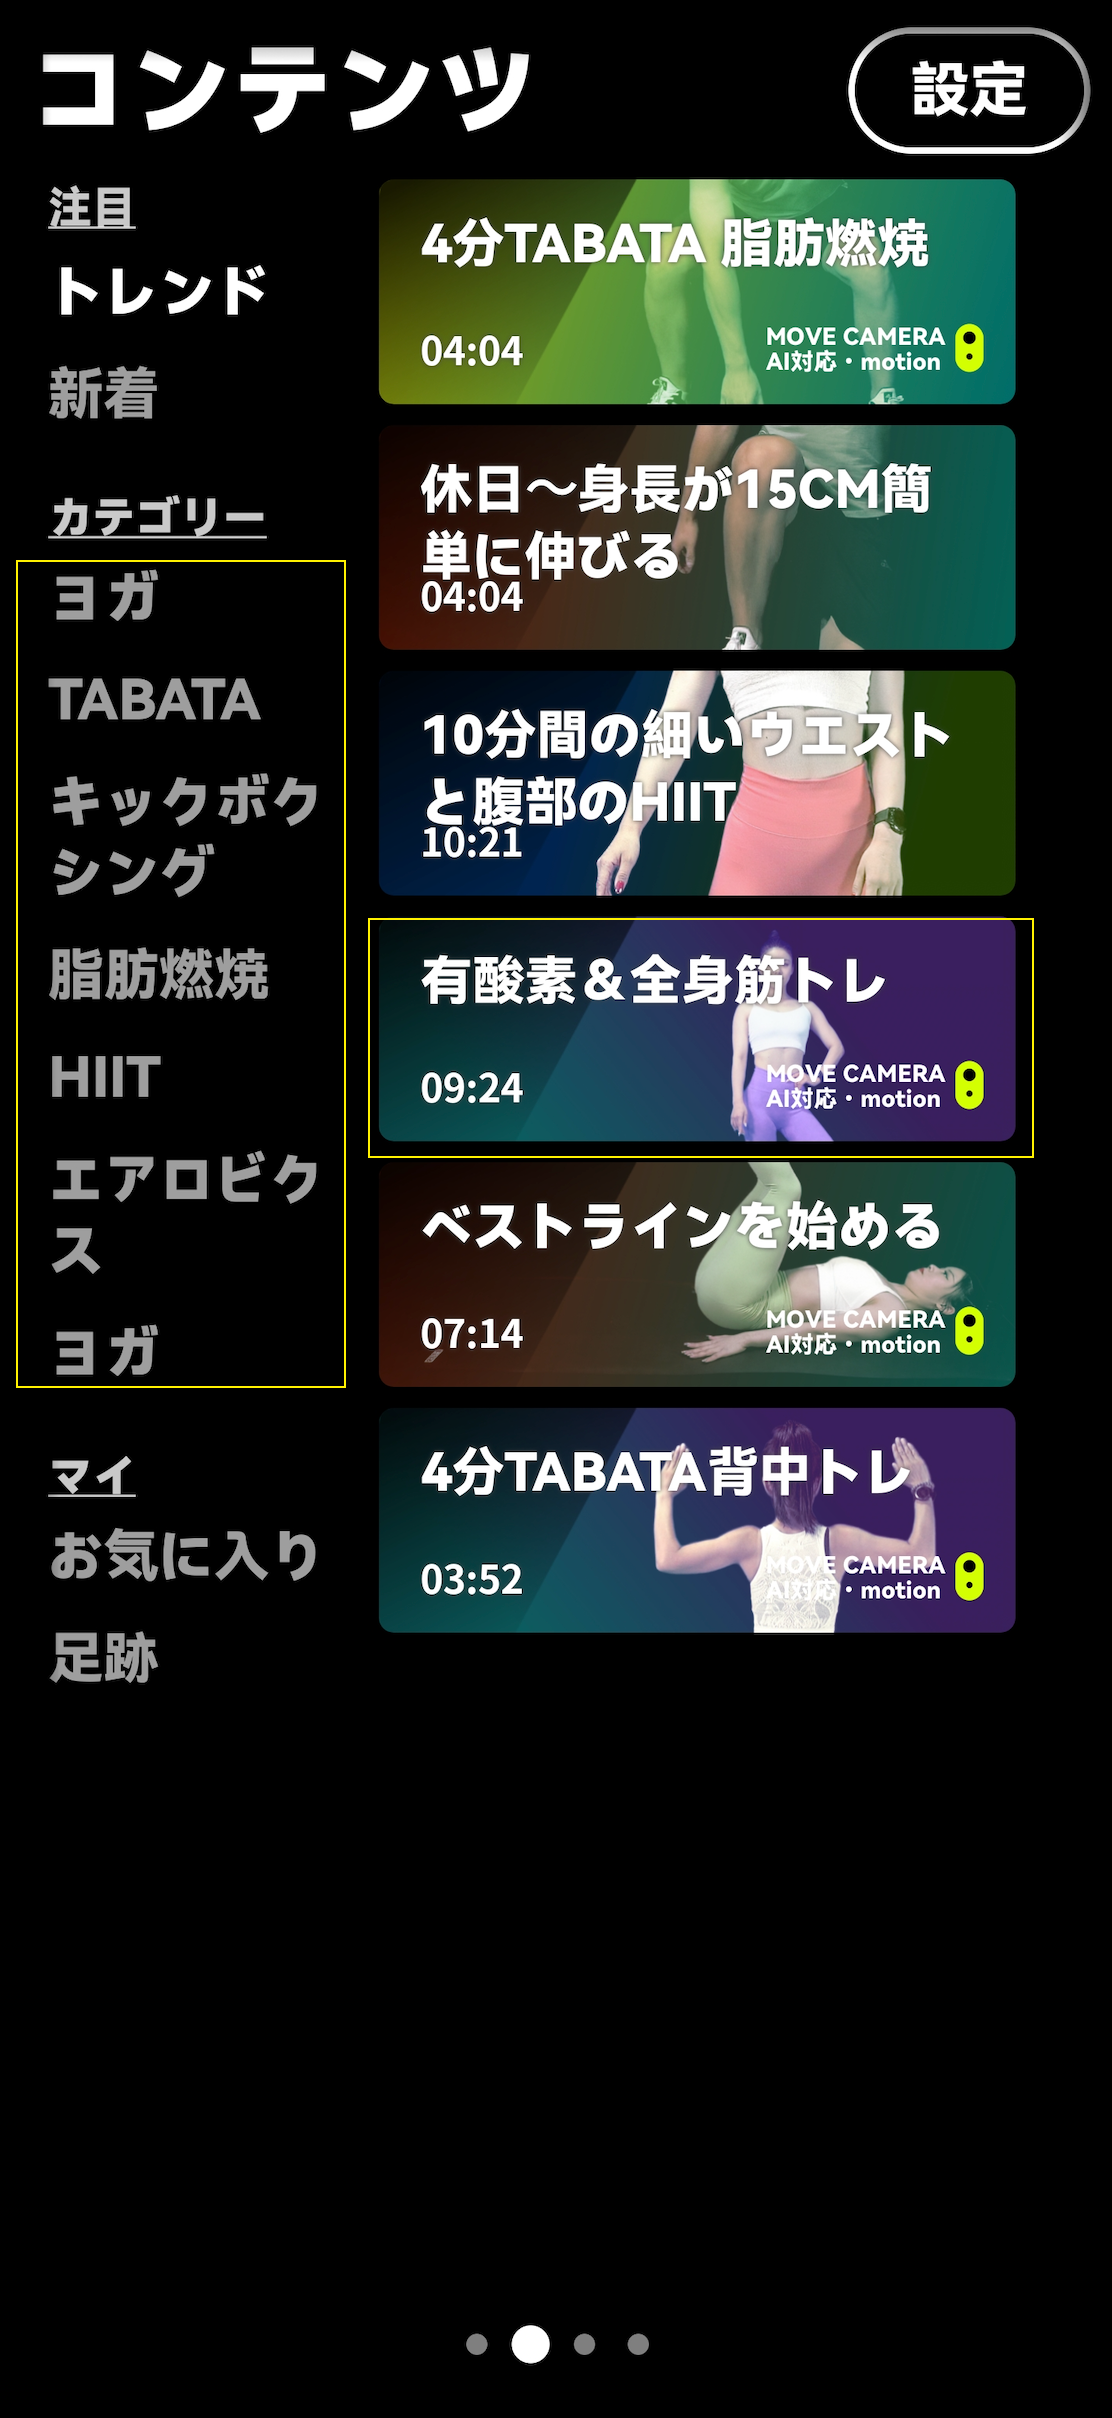 コンテンツ
設定
注目
トレンド
新着
カテゴリー
ヨガ
TABATA
キックボク
シング
脂肪燃焼
HIIT
エアロビク
ス
ヨガ
マイ
お気に入り
足跡
4分TABATA 脂肪燃焼
04:04
MOVE CAMERA
AI対応・motion
休日〜身長が15CM簡
単に伸びる
04:04
10分間の細いウエスト
と腹部のHIIT
10:21
有酸素＆全身筋トレ
09:24
MOVE CAMERA
AI対応・motion
ベストラインを始める
07:14
MOVE CAMERA
AI対応・motion
4分TABATA背中トレ
03:52
MOVE CAMERA
AI対応・motion